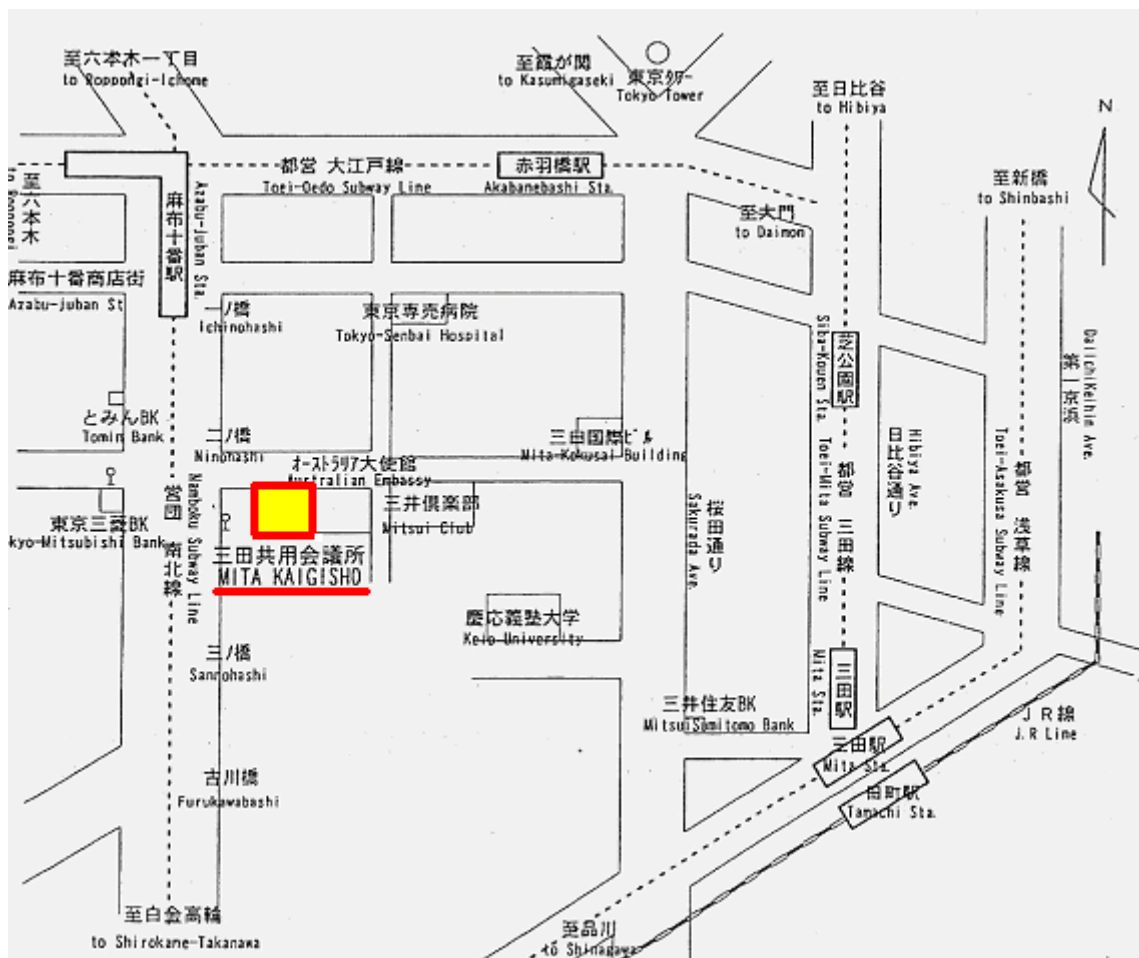 至六本木一丁目
to Roppongi-Ichome
至霞が関
to Kasumigaseki
東京タワー
Tokyo Tower
至日比谷
to Hibiya
N
都営 大江戸線
Toei-Oedo Subway Line
赤羽橋駅
Akabanebashi Sta.
至六本木
麻布十番駅
Azabu-juban Sta.
至大門
to Daimon
至新橋
to Shinbashi
麻布十番商店街
Azabu-juban St
一ノ橋
Ichinohashi
東京専売病院
Tokyo-Senbai Hospital
芝公園駅
Siba-Kouen Sta.
第一京浜
DaiichiKeihin Ave.
とみんBK
Tomin Bank
二ノ橋
Ninohashi
三田国際ビル
Mita-Kokusai Building
日比谷通り
Hibiya Ave.
オーストラリア大使館
Australian Embassy
三井倶楽部
Mitsui Club
桜田通り
Sakurada Ave.
都営 三田線
Toei-Mita Subway Line
都営 浅草線
Toei-Asakusa Subway Line
東京三菱BK
kyo-Mitsubishi Bank
営団 南北線
Namboku Subway Line
三田共用会議所
MITA KAIGISHO
慶応義塾大学
Keio-University
三ノ橋
Sannohashi
三田駅
Mita Sta.
三井住友BK
MitsuiSumitomo Bank
三田駅
Mita Sta.
JR線
J.R Line
田町駅
Tamachi Sta.
古川橋
Furukawabashi
至白金高輪
to Shirokane-Takanawa
至品川
to Shinagawa